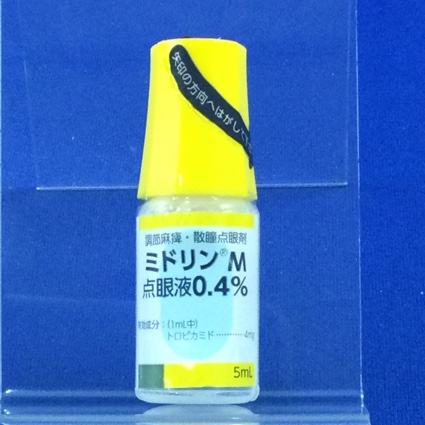 矢印の方向へはがして下
調節麻痺・散瞳点眼剤
ミドリン®M
点眼液0.4%
有効成分：(1mL中)
トロピカミド…………4mg
5mL